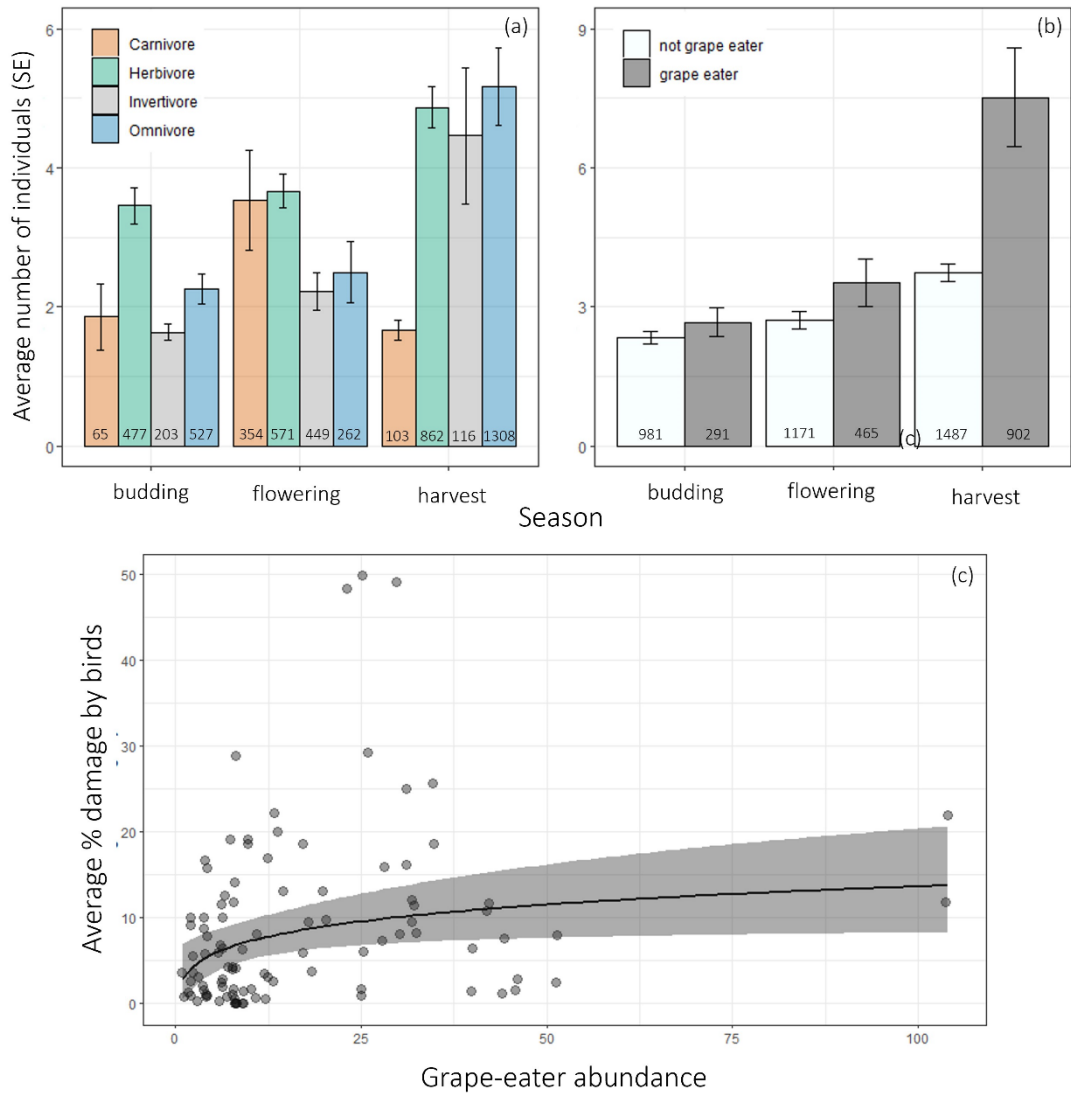 (a)
Carnivore
Herbivore
Invertivore
Omnivore
6
4
2
0
Average number of individuals (SE)
65 477 203 527 354 571 449 262 103 862 116 1308
budding flowering harvest
(b)
not grape eater
grape eater
9
6
3
0
981 291 1171 465 1487 902
(c)
budding flowering harvest
Season
(c)
50
40
30
20
10
0
Average % damage by birds
0 25 50 75 100
Grape-eater abundance